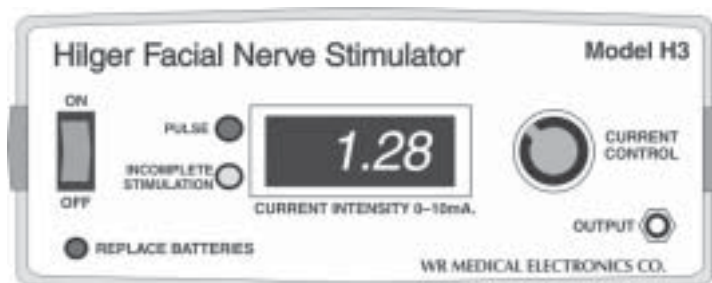 Hilger Facial Nerve Stimulator
Model H3
ON
OFF
PULSE
INCOMPLETE
STIMULATION
1.28
CURRENT INTENSITY 0–10mA.
CURRENT
CONTROL
OUTPUT
REPLACE BATTERIES
WR MEDICAL ELECTRONICS CO.